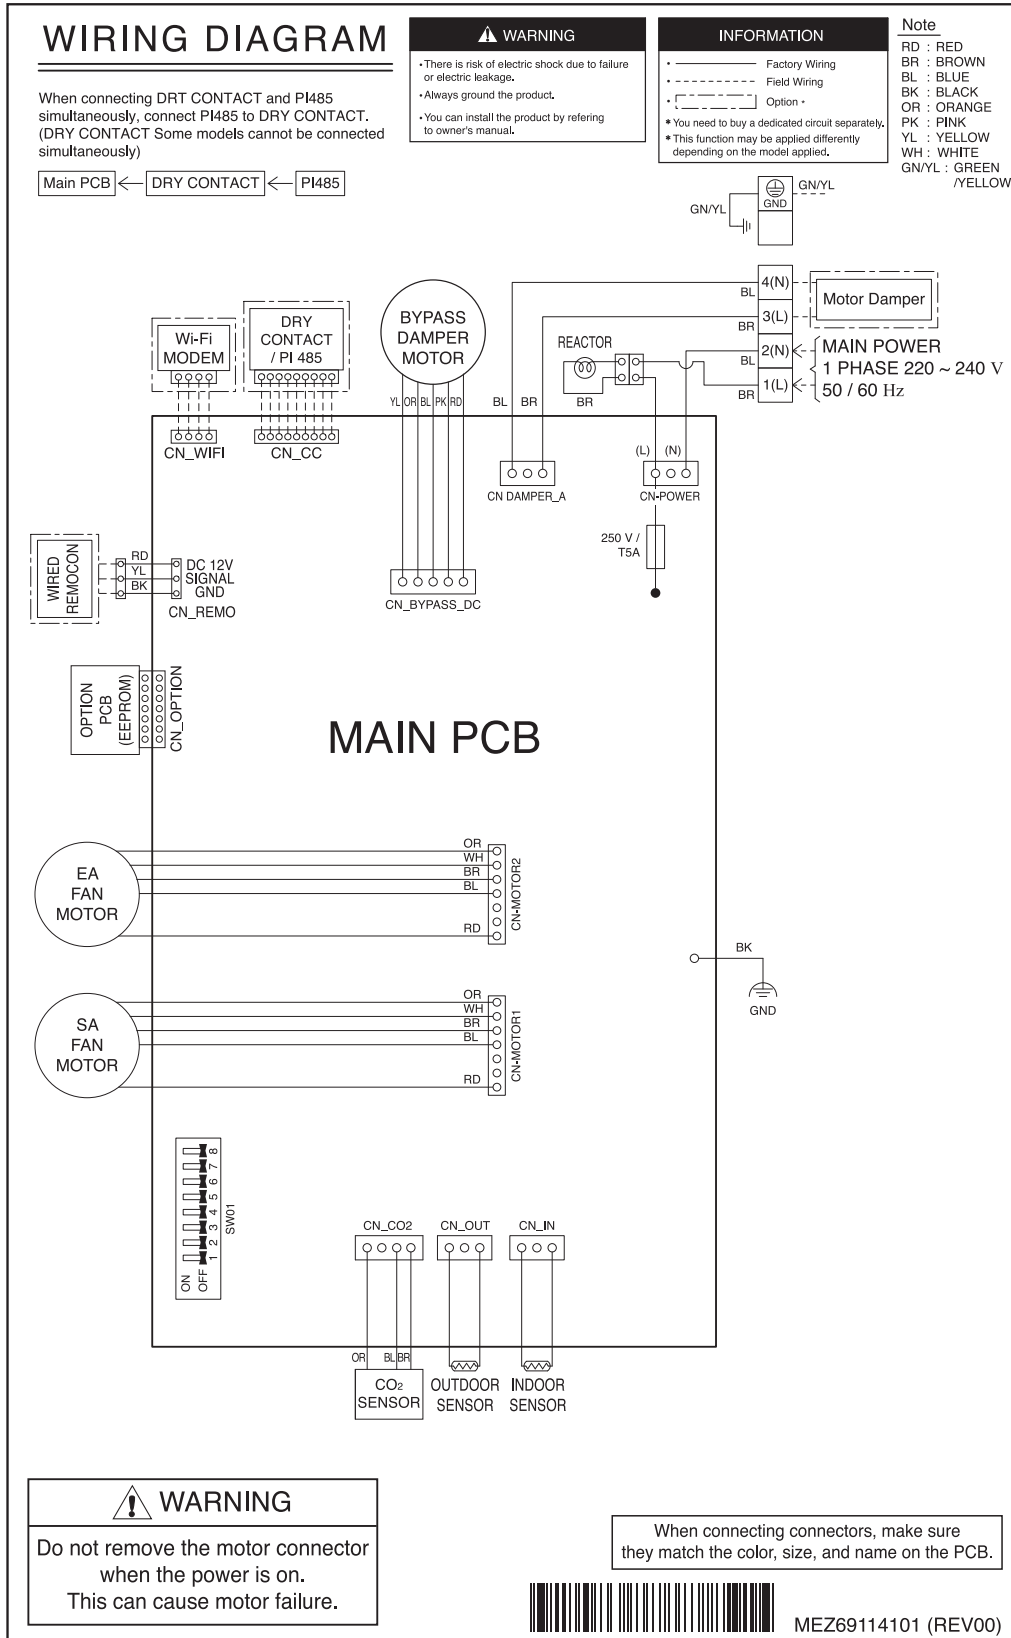 WIRING DIAGRAM
When connecting DRT CONTACT and PI485
simultaneously, connect PI485 to DRY CONTACT.
(DRY CONTACT Some models cannot be connected
simultaneously)
Main PCB
DRY CONTACT
PI485
WARNING
• There is risk of electric shock due to failure
or electric leakage.
• Always ground the product.
• You can install the product by refering
to owner's manual.
INFORMATION
• Factory Wiring
• Field Wiring
• Option *
* You need to buy a dedicated circuit separately.
* This function may be applied differently
depending on the model applied.
Note
RD : RED
BR : BROWN
BL : BLUE
BK : BLACK
OR : ORANGE
PK : PINK
YL : YELLOW
WH : WHITE
GN/YL : GREEN
/YELLOW
GN/YL
GND
GN/YL
4(N)
BL
3(L)
BR
2(N)
BL
1(L)
BR
Motor Damper
MAIN POWER
1 PHASE 220 ~ 240 V
50 / 60 Hz
REACTOR
BR
Wi-Fi
MODEM
CN_WIFI
DRY
CONTACT
/ PI 485
CN_CC
BYPASS
DAMPER
MOTOR
YL OR BL PK RD
CN_BYPASS_DC
BL BR
CN DAMPER_A
(L) (N)
CN-POWER
250 V /
T5A
WIRED
REMOCON
RD
YL
BK
DC 12V
SIGNAL
GND
CN_REMO
OPTION
PCB
(EEPROM)
CN_OPTION
MAIN PCB
EA
FAN
MOTOR
OR
WH
BR
BL
RD
CN-MOTOR2
BK
GND
SA
FAN
MOTOR
OR
WH
BR
BL
RD
CN-MOTOR1
ON
OFF
1 2 3 4 5 6 7 8
SW01
CN_CO2
CN_OUT
CN_IN
OR BL BR
CO2
SENSOR
OUTDOOR
SENSOR
INDOOR
SENSOR
WARNING
Do not remove the motor connector
when the power is on.
This can cause motor failure.
When connecting connectors, make sure
they match the color, size, and name on the PCB.
MEZ69114101 (REV00)